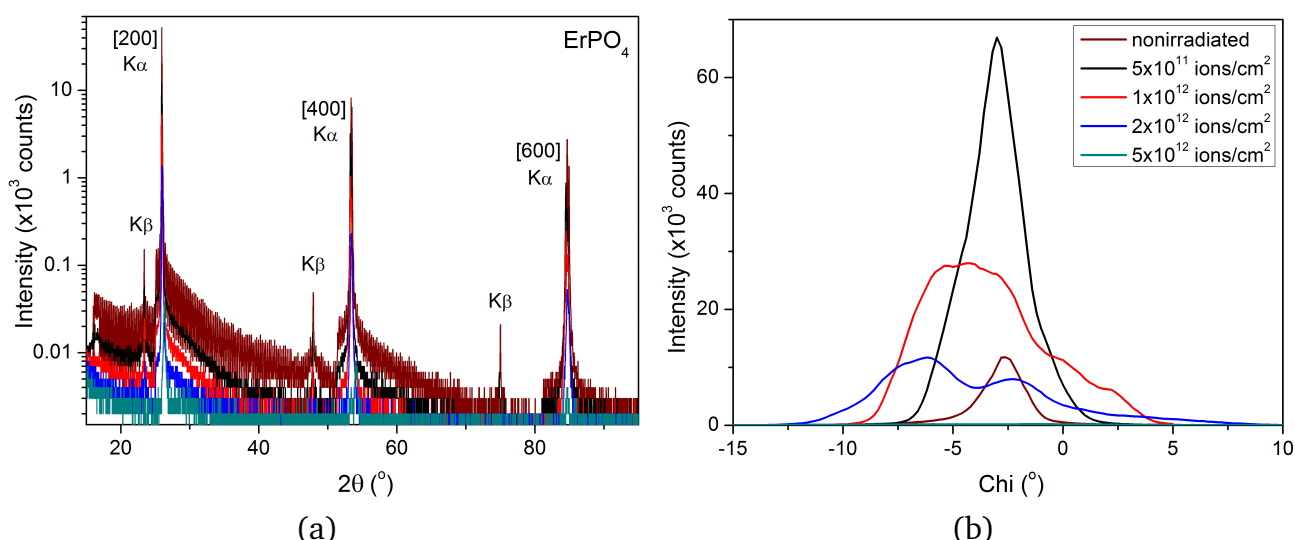 ErPO4
[200]
Kα
[400]
Kα
[600]
Kα
Kβ
Kβ
Kβ
10
1
0.1
0.01
Intensity (x10³ counts)
20 40 60 80
2θ (°)
(a)
nonirradiated
5x10¹¹ ions/cm²
1x10¹² ions/cm²
2x10¹² ions/cm²
5x10¹² ions/cm²
60
40
20
0
Intensity (x10³ counts)
-15 -10 -5 0 5 10
Chi (°)
(b)